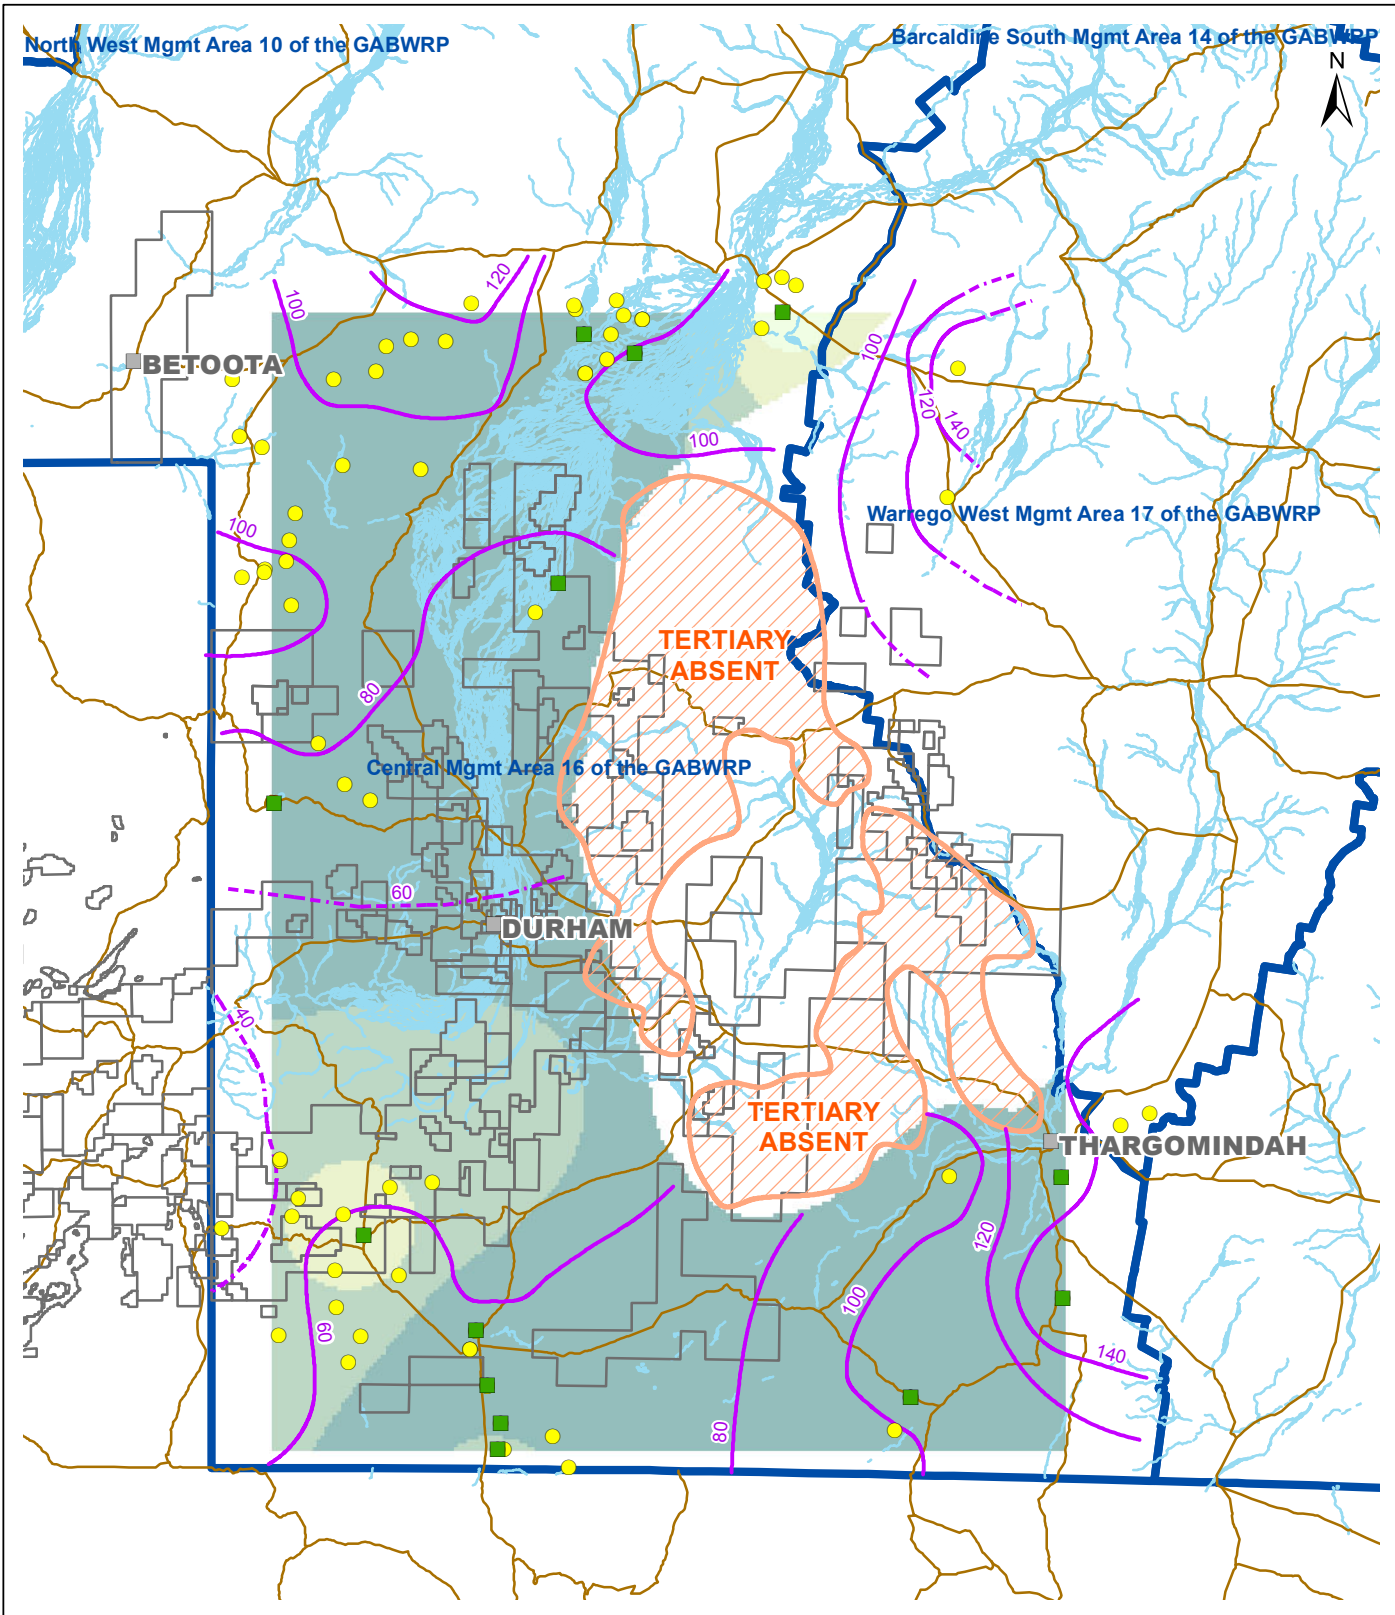 North West Mgmt Area 10 of the GABWRP
Barcaldine South Mgmt Area 14 of the GABWRP
N
120
100
BETOOTA
100
120
140
100
Warrego West Mgmt Area 17 of the GABWRP
100
TERTIARY
ABSENT
80
Central Mgmt Area 16 of the GABWRP
60
DURHAM
40
TERTIARY
ABSENT
THARGOMINDAH
120
100
60
140
80